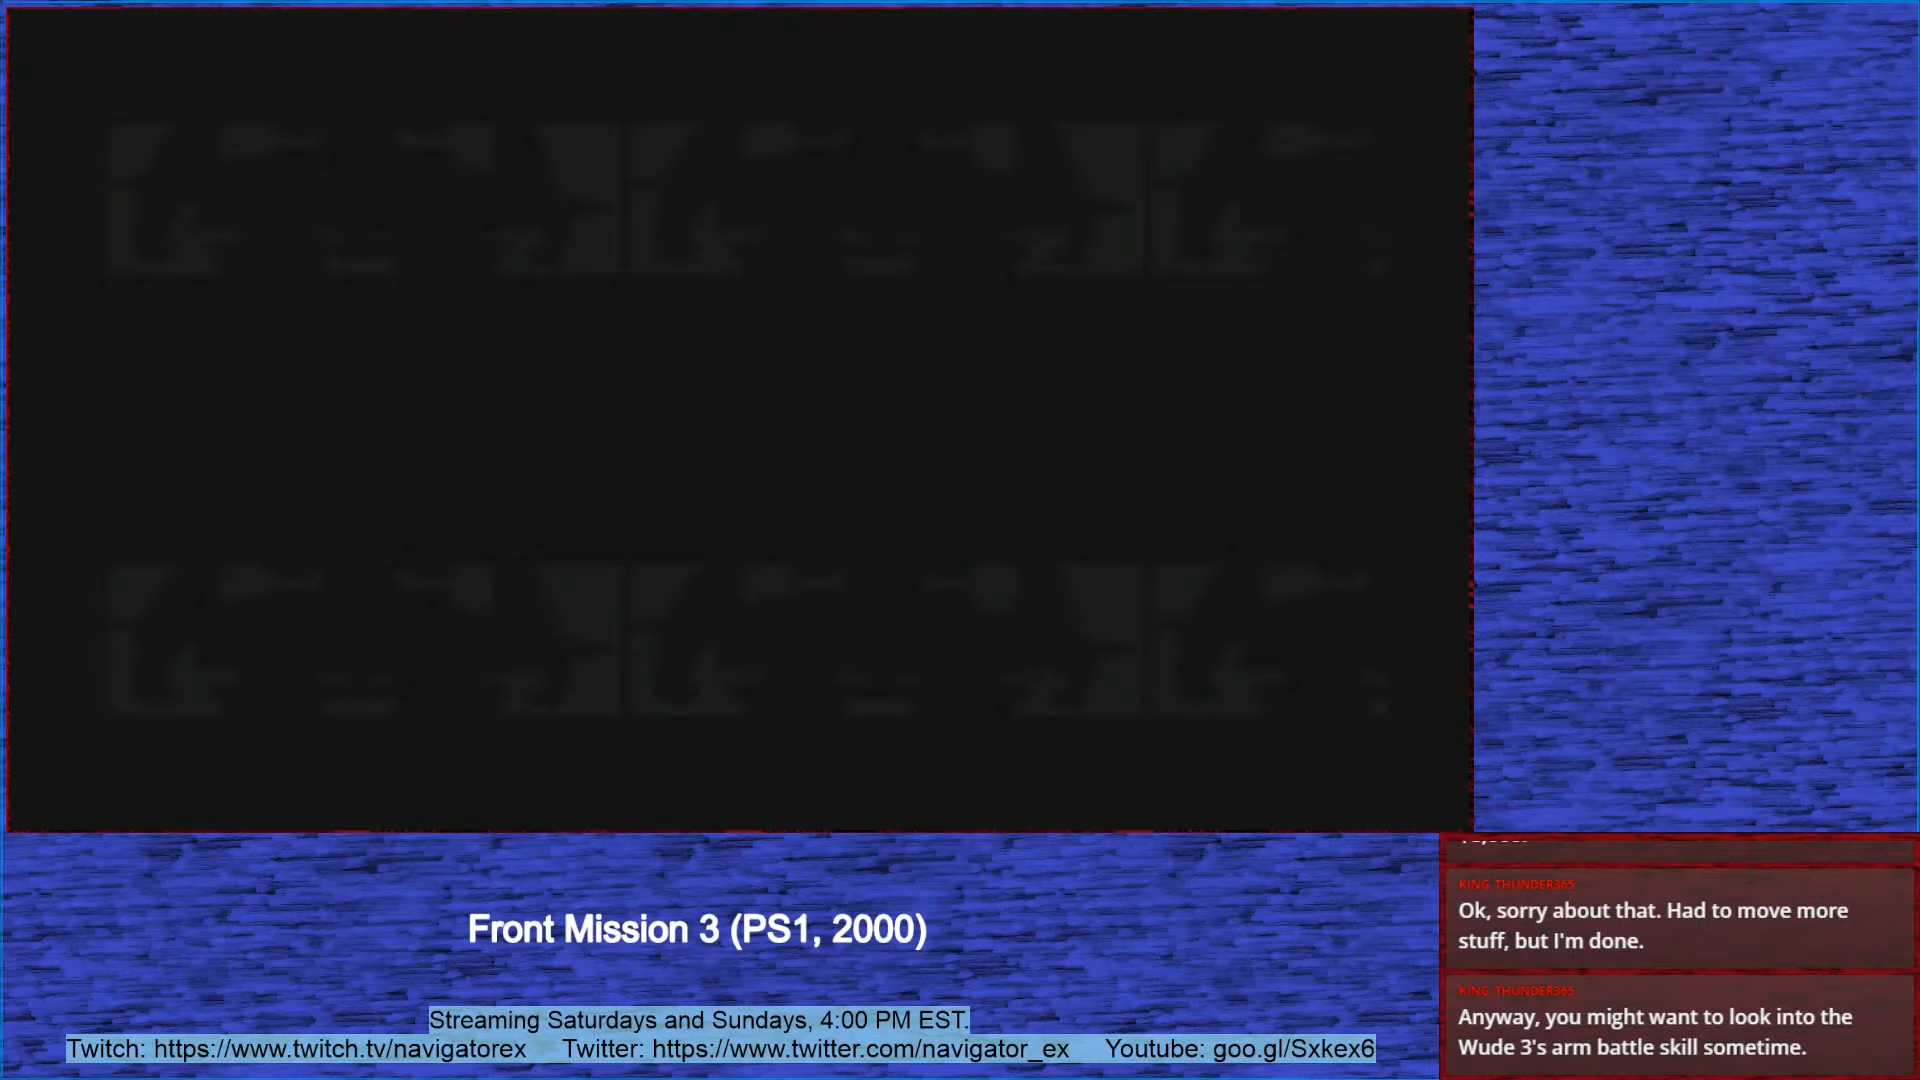 Front Mission 3 (PS1, 2000)
Streaming Saturdays and Sundays, 4:00 PM EST.
Twitch: https://www.twitch.tv/navigatorex Twitter: https://www.twitter.com/navigator_ex Youtube: goo.gl/Sxkex6
KING_THUNDER365
Ok, sorry about that. Had to move more
stuff, but I'm done.
KING_THUNDER365
Anyway, you might want to look into the
Wude 3's arm battle skill sometime.